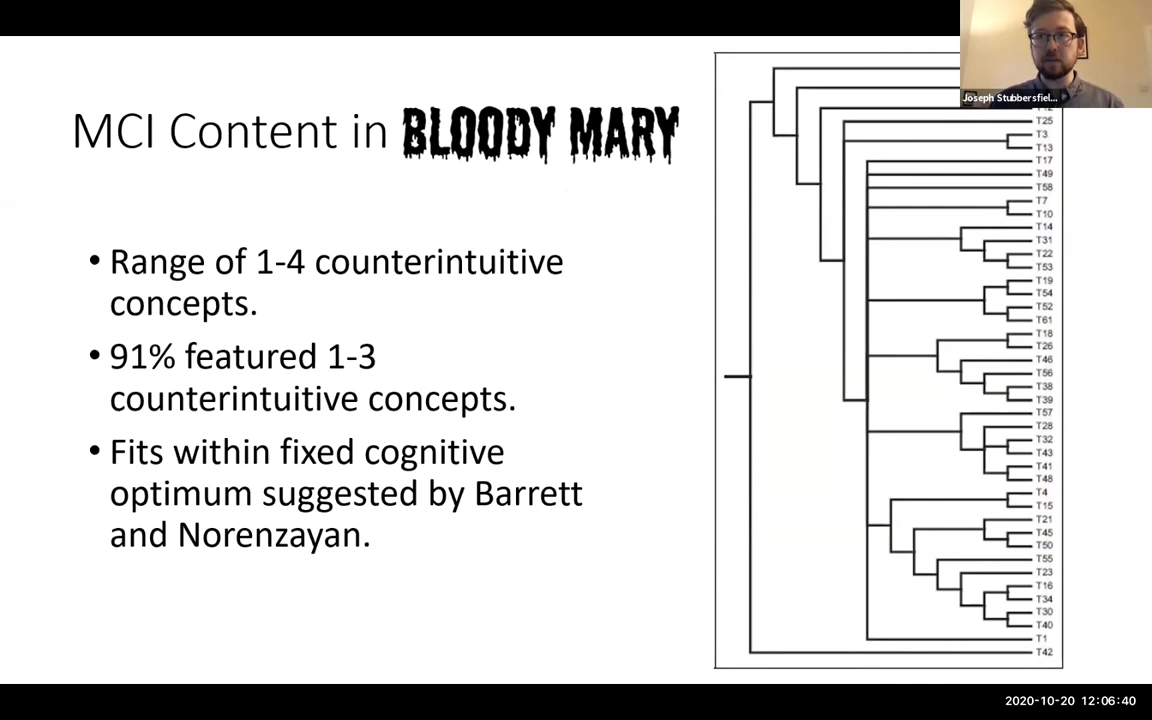 MCI Content in BLOODY MARY
• Range of 1-4 counterintuitive
concepts.
• 91% featured 1-3
counterintuitive concepts.
• Fits within fixed cognitive
optimum suggested by Barrett
and Norenzayan.
Joseph Stubbersfiel...
T25
T3
T13
T17
T49
T58
T7
T10
T14
T31
T22
T53
T19
T54
T52
T61
T18
T26
T46
T56
T38
T39
T57
T28
T32
T43
T41
T48
T4
T15
T21
T45
T50
T55
T23
T16
T34
T30
T40
T1
T42
2020-10-20 12:06:40